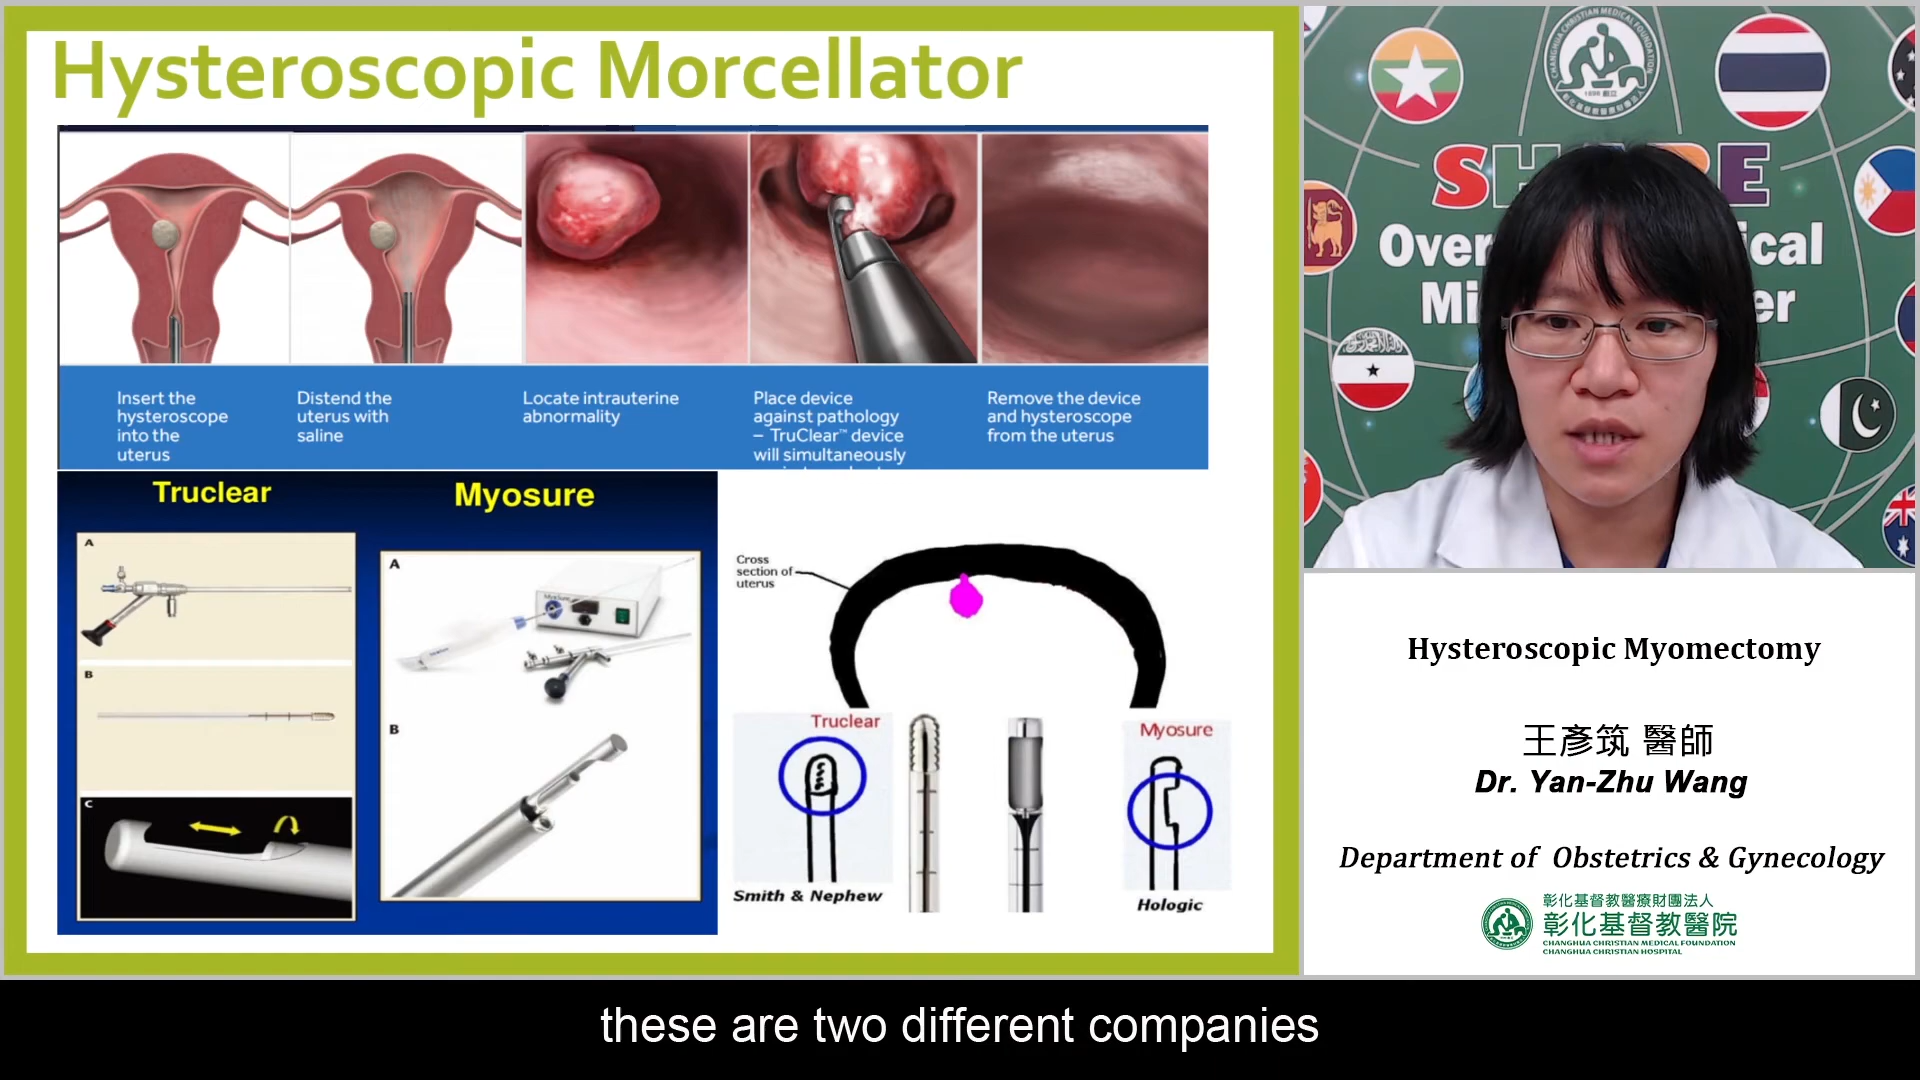 Hysteroscopic Morcellator
Insert the
hysteroscope
into the
uterus
Distend the
uterus with
saline
Locate intrauterine
abnormality
Place device
against pathology
– TruClear™ device
will simultaneously
Remove the device
and hysteroscope
from the uterus
Truclear
A
B
C
Myosure
A
B
Cross
section of
uterus
Truclear
Smith & Nephew
Myosure
Hologic
CHANGHUA CHRISTIAN MEDICAL FOUNDATION
Hysteroscopic Myomectomy
王彥筑 醫師
Dr. Yan-Zhu Wang
Department of Obstetrics & Gynecology
彰化基督教醫療財團法人
彰化基督教醫院
CHANGHUA CHRISTIAN MEDICAL FOUNDATION
CHANGHUA CHRISTIAN HOSPITAL
these are two different companies